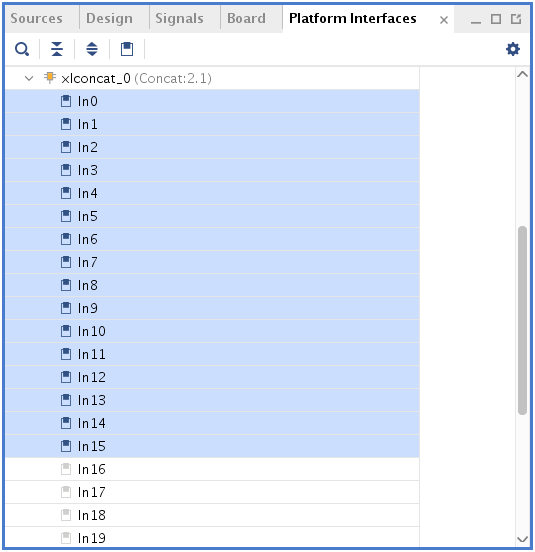 Sources Design Signals Board Platform Interfaces
xlconcat_0 (Concat:2.1)
In0
In1
In2
In3
In4
In5
In6
In7
In8
In9
In10
In11
In12
In13
In14
In15
In16
In17
In18
In19